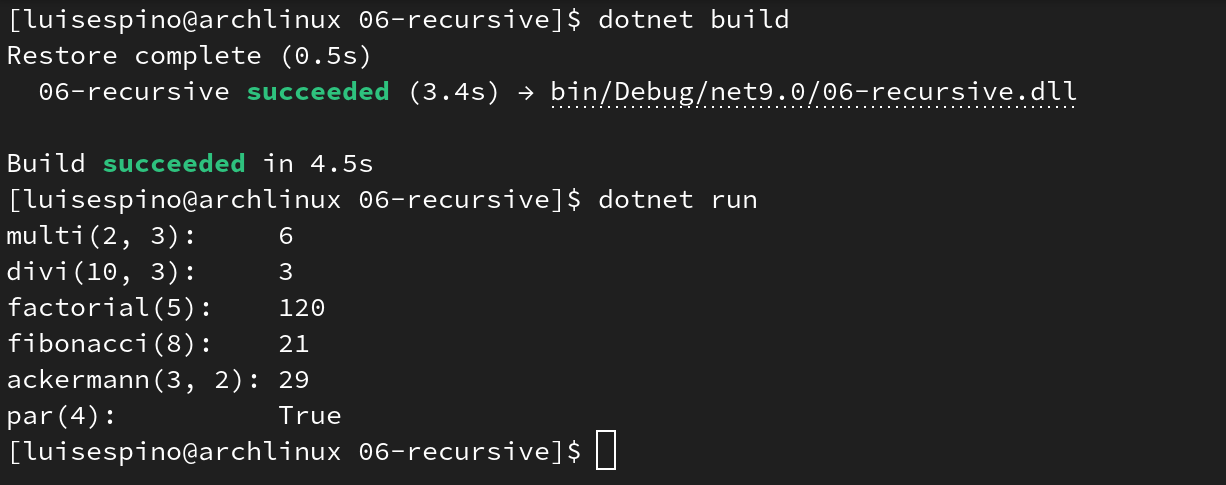 [luisespino@archlinux 06-recursive]$ dotnet build
Restore complete (0.5s)
  06-recursive succeeded (3.4s) → bin/Debug/net9.0/06-recursive.dll
Build succeeded in 4.5s
[luisespino@archlinux 06-recursive]$ dotnet run
multi(2, 3):     6
divi(10, 3):     3
factorial(5):    120
fibonacci(8):    21
ackermann(3, 2): 29
par(4):          True
[luisespino@archlinux 06-recursive]$